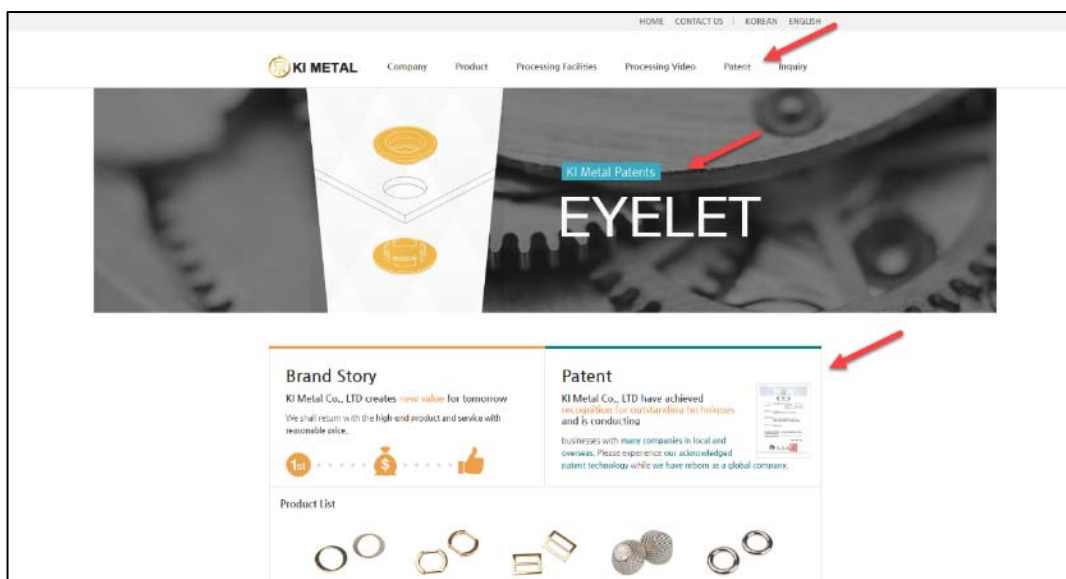 HOME CONTACT US | KOREAN ENGLISH
KI METAL Company Product Processing Facilities Processing Video Patent Inquiry
KI Metal Patents
EYELET
Brand Story
KI Metal Co., LTD creates new value for tomorrow
We shall return with the high-end product and service with
reasonable price.
1st
$
Patent
KI Metal Co., LTD have achieved
recognition for outstanding techniques
and is conducting
businesses with many companies in local and
overseas. Please experience our acknowledged
patent technology while we have reborn as a global company.
Product List